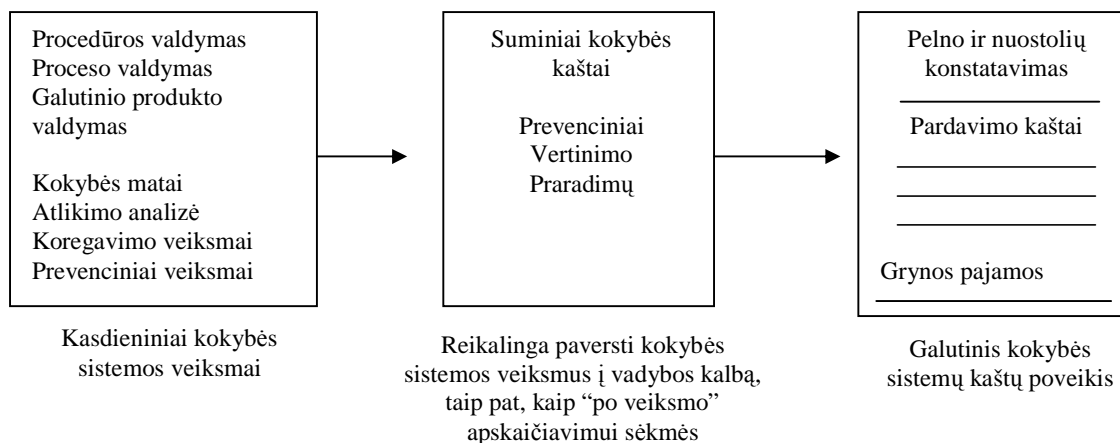 Procedūros valdymas
Proceso valdymas
Galutinio produkto
valdymas
Kokybės matai
Atlikimo analizė
Koregavimo veiksmai
Prevenciniai veiksmai
Kasdieniniai kokybės
sistemos veiksmai
Suminiai kokybės
kaštai
Prevenciniai
Vertinimo
Praradimų
Reikalinga paversti kokybės
sistemos veiksmus į vadybos kalbą,
taip pat, kaip “po veiksmo”
apskaičiavimui sėkmės
Pelno ir nuostolių
konstatavimas
Pardavimo kaštai
Grynos pajamos
Galutinis kokybės
sistemų kaštų poveikis